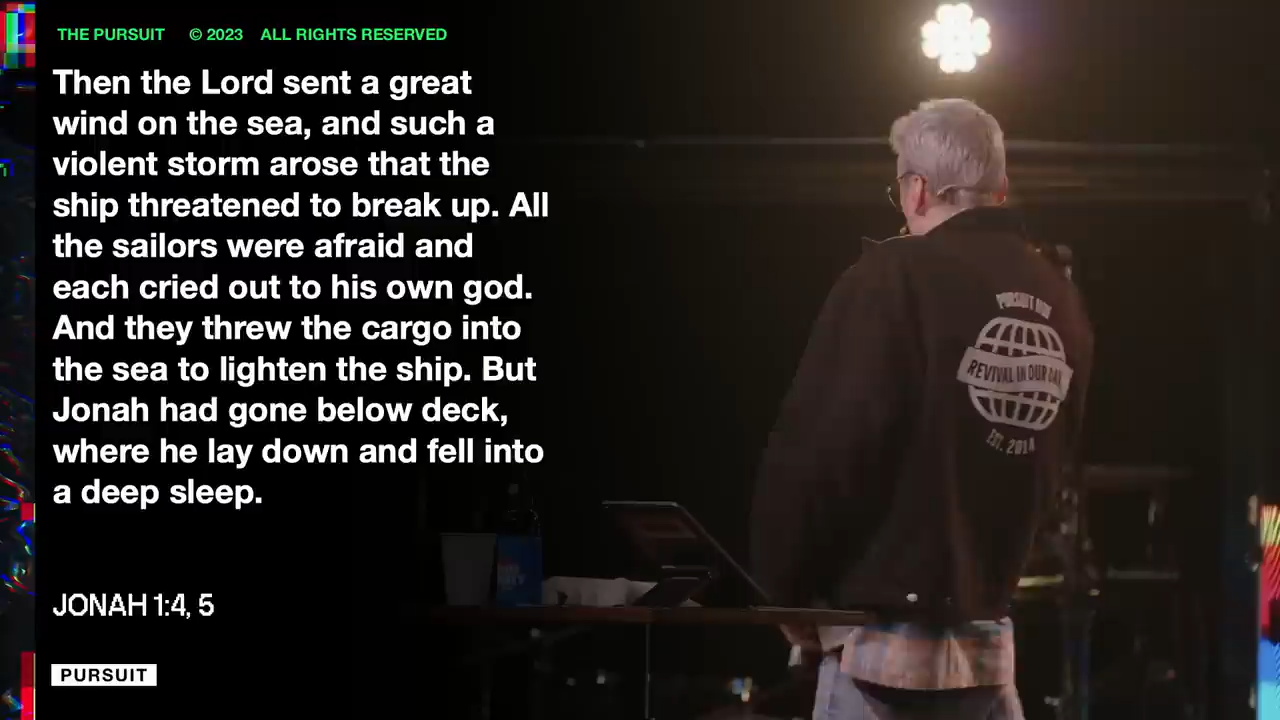 THE PURSUIT © 2023 ALL RIGHTS RESERVED
Then the Lord sent a great
wind on the sea, and such a
violent storm arose that the
ship threatened to break up. All
the sailors were afraid and
each cried out to his own god.
And they threw the cargo into
the sea to lighten the ship. But
Jonah had gone below deck,
where he lay down and fell into
a deep sleep.
JONAH 1:4, 5
PURSUIT
PURSUIT
REVIVAL IN OUR DAY
EST. 2014